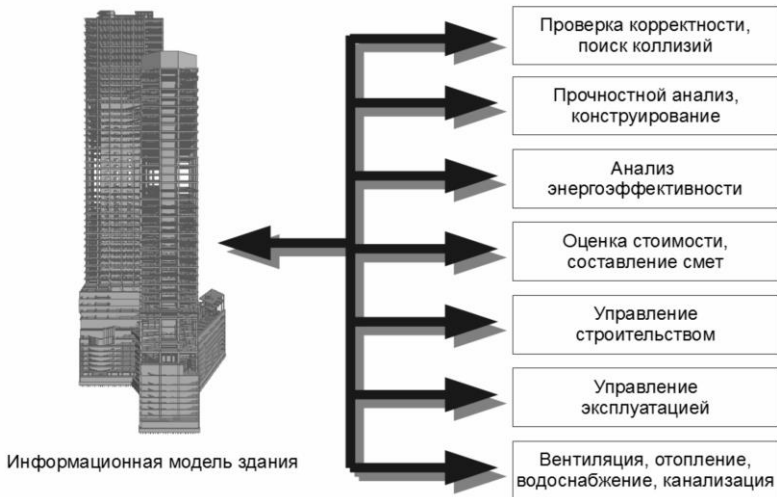 Проверка корректности,
поиск коллизий
Прочностной анализ,
конструирование
Анализ
энергоэффективности
Оценка стоимости,
составление смет
Управление
строительством
Управление
эксплуатацией
Вентиляция, отопление,
водоснабжение, канализация
Информационная модель здания